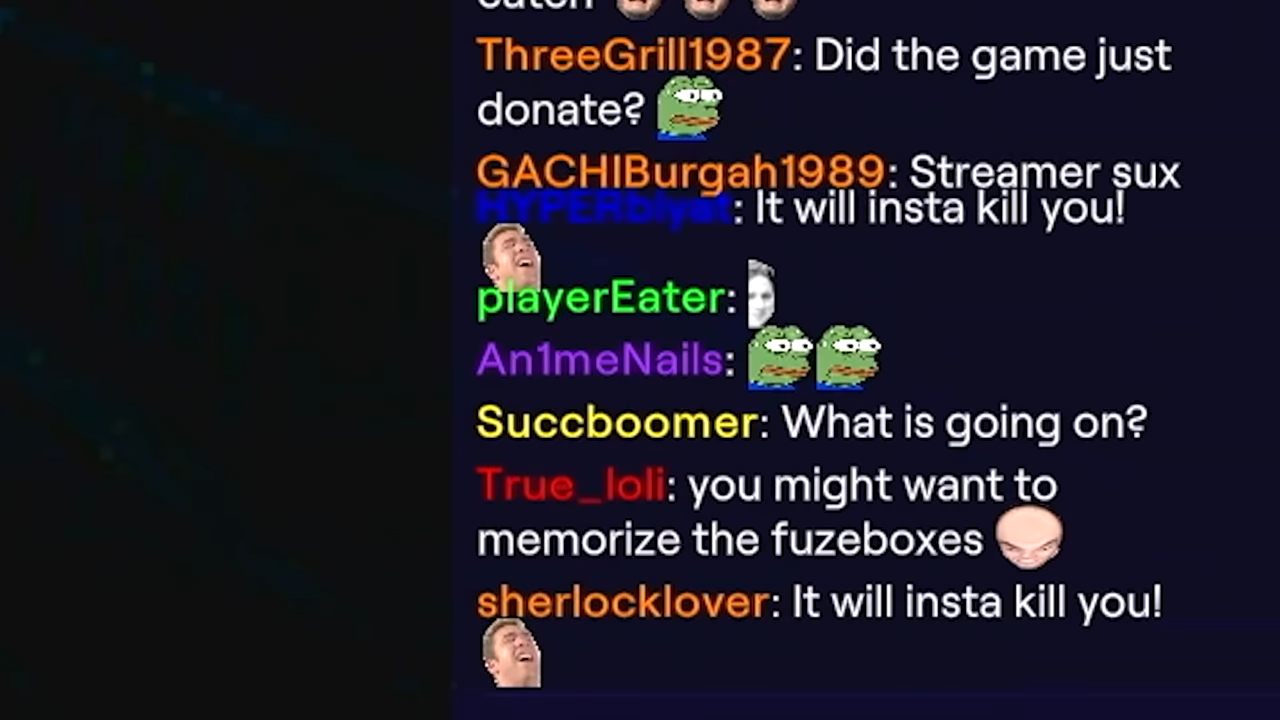 ThreeGrill1987: Did the game just
donate?
GACHIBurgah1989: Streamer sux
HYPERblyat: It will insta kill you!
playerEater:
An1meNails:
Succboomer: What is going on?
True_loli: you might want to
memorize the fuzeboxes
sherlocklover: It will insta kill you!